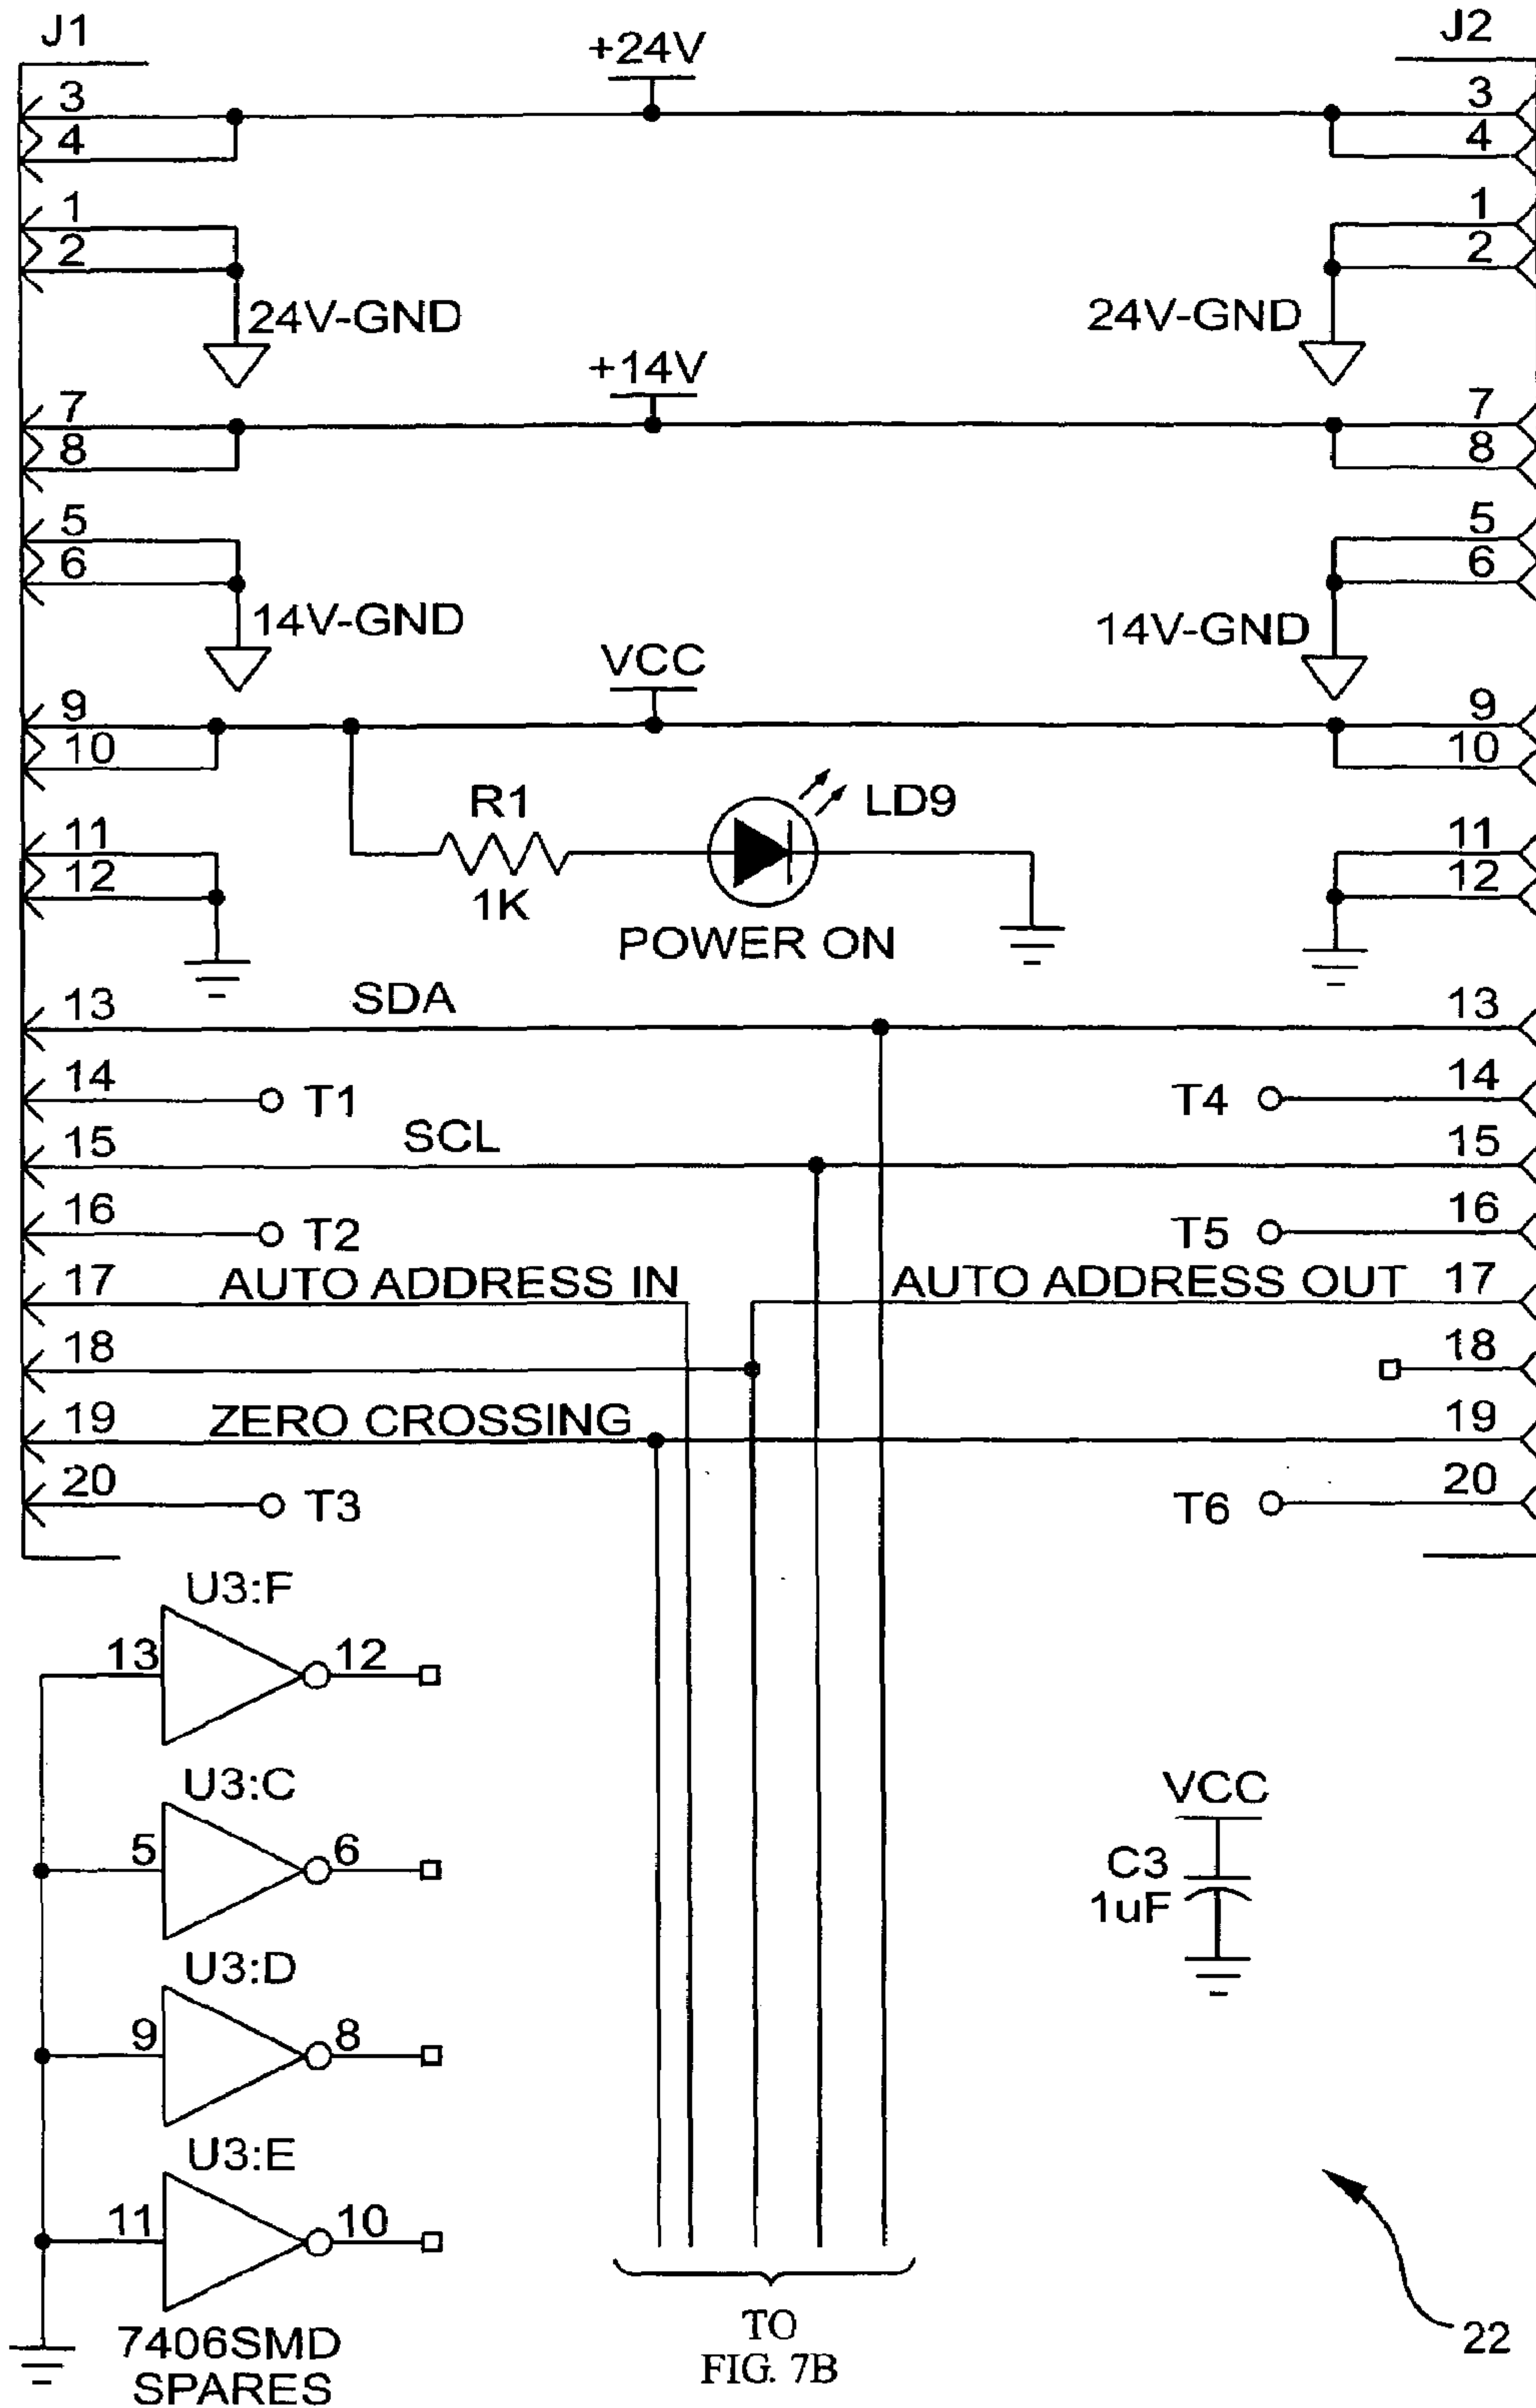 J1 +24V J2
3 3
4 4
1 1
2 2
24V-GND 24V-GND
+14V
7 7
8 8
5 5
6 6
14V-GND 14V-GND
VCC
9 9
10 10
R1 LD9
11 11
12 1K 12
POWER ON
SDA
13 13
14 T1 T4 14
SCL
15 15
16 T2 T5 16
17 AUTO ADDRESS IN AUTO ADDRESS OUT 17
18 18
19 ZERO CROSSING 19
20 T3 T6 20
U3:F
13 12
U3:C
5 6
VCC
C3
1uF
U3:D
9 8
U3:E
11 10
7406SMD
SPARES
TO
FIG. 7B
22